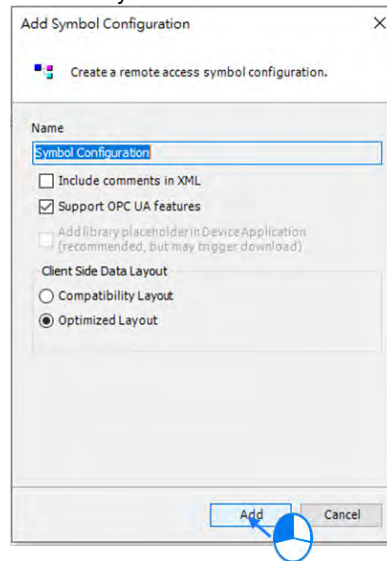 Add Symbol Configuration
Create a remote access symbol configuration.
Name
Symbol Configuration
Include comments in XML
Support OPC UA features
Add library placeholder in Device Application
(recommended, but may trigger download)
Client Side Data Layout
Compatibility Layout
Optimized Layout
Add
Cancel